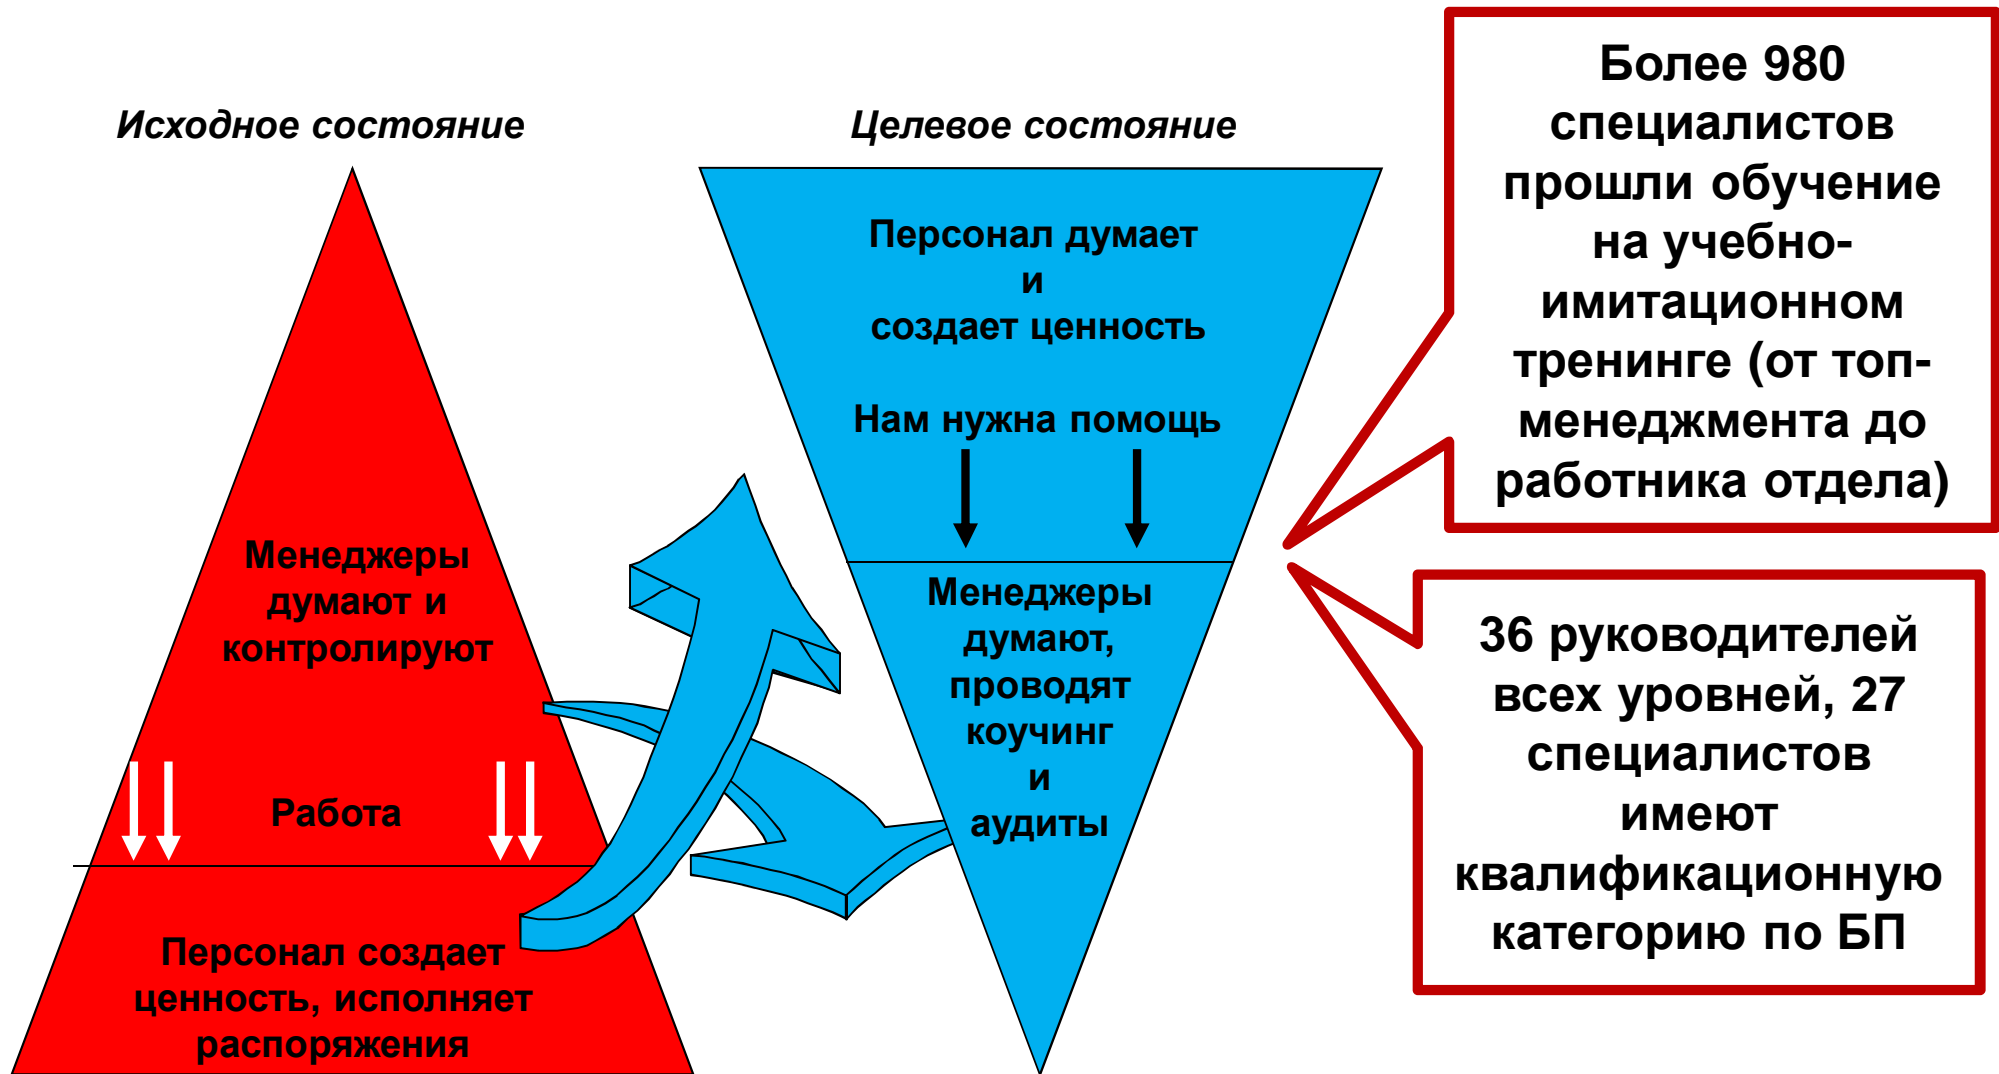 Исходное состояние
Менеджеры
думают и
контролируют
Работа
Персонал создает
ценность, исполняет
распоряжения
Целевое состояние
Персонал думает
и
создает ценность
Нам нужна помощь
Менеджеры
думают,
проводят
коучинг
и
аудиты
Более 980
специалистов
прошли обучение
на учебно-
имитационном
тренинге (от топ-
менеджмента до
работника отдела)
36 руководителей
всех уровней, 27
специалистов
имеют
квалификационную
категорию по БП